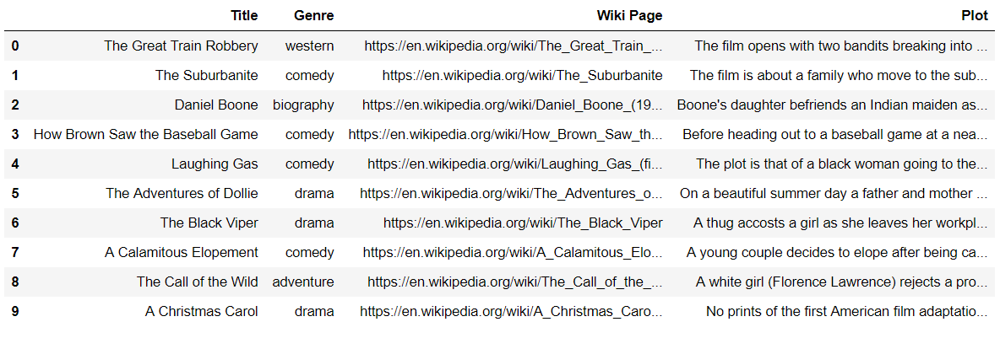 Title Genre Wiki Page Plot
0 The Great Train Robbery western https://en.wikipedia.org/wiki/The_Great_Train_... The film opens with two bandits breaking into ...
1 The Suburbanite comedy https://en.wikipedia.org/wiki/The_Suburbanite The film is about a family who move to the sub...
2 Daniel Boone biography https://en.wikipedia.org/wiki/Daniel_Boone_(19... Boone's daughter befriends an Indian maiden as...
3 How Brown Saw the Baseball Game comedy https://en.wikipedia.org/wiki/How_Brown_Saw_th... Before heading out to a baseball game at a nea...
4 Laughing Gas comedy https://en.wikipedia.org/wiki/Laughing_Gas_(fi... The plot is that of a black woman going to the...
5 The Adventures of Dollie drama https://en.wikipedia.org/wiki/The_Adventures_o... On a beautiful summer day a father and mother ...
6 The Black Viper drama https://en.wikipedia.org/wiki/The_Black_Viper A thug accosts a girl as she leaves her workpl...
7 A Calamitous Elopement comedy https://en.wikipedia.org/wiki/A_Calamitous_Elo... A young couple decides to elope after being ca...
8 The Call of the Wild adventure https://en.wikipedia.org/wiki/The_Call_of_the_... A white girl (Florence Lawrence) rejects a pro...
9 A Christmas Carol drama https://en.wikipedia.org/wiki/A_Christmas_Caro... No prints of the first American film adaptatio...